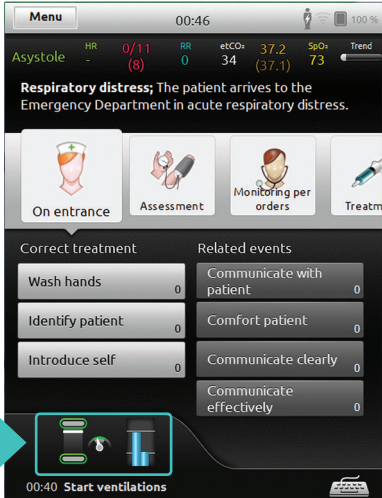 Menu
00:46
100 %
Asystole
HR
-
0/11
(8)
RR
0
etCO₂
34
37.2
(37.1)
SpO₂
73
Trend
Respiratory distress; The patient arrives to the
Emergency Department in acute respiratory distress.
On entrance
Assessment
Monitoring per
orders
Treatm
Correct treatment
Related events
Wash hands
0
Communicate with
patient
0
Identify patient
0
Comfort patient
0
Introduce self
0
Communicate clearly
0
Communicate
effectively
0
00:40 Start ventilations